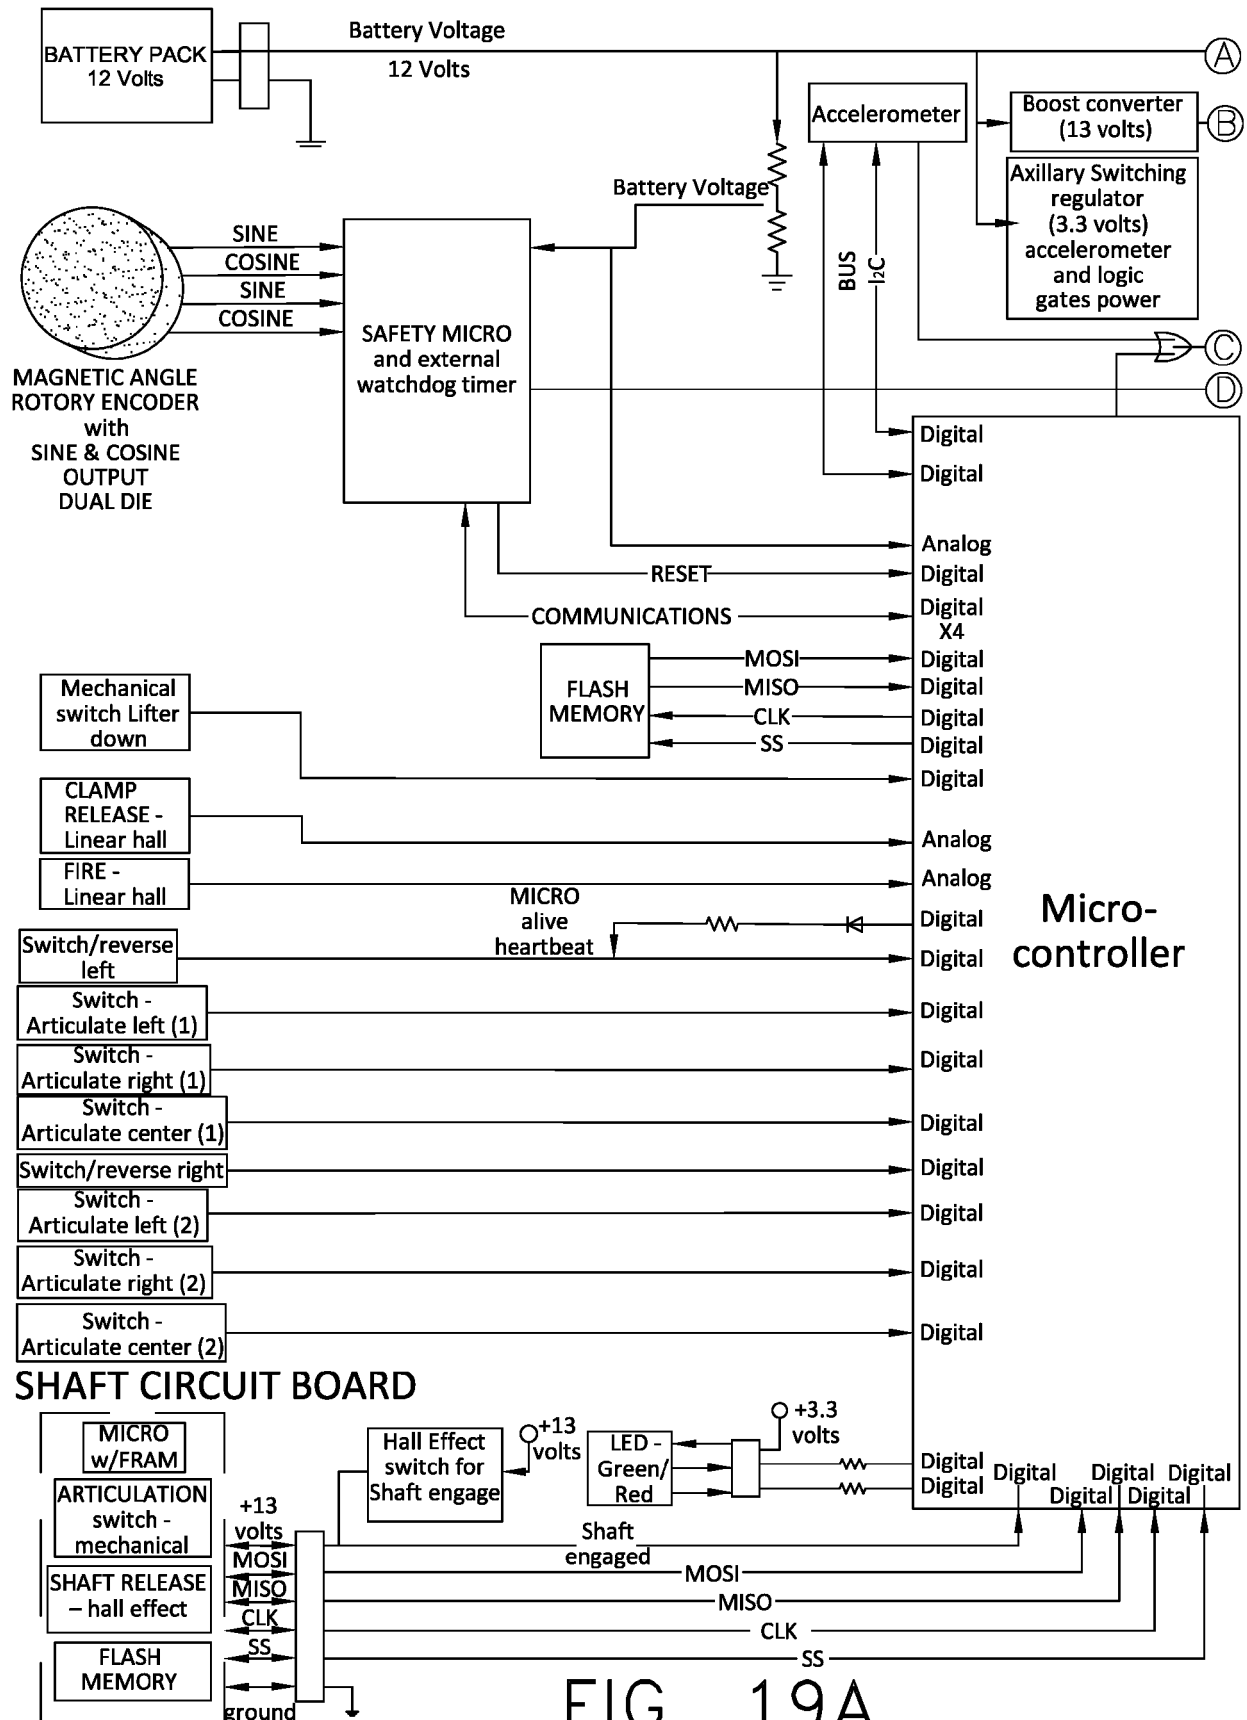 BATTERY PACK
12 Volts
Battery Voltage
12 Volts
A
Accelerometer
Boost converter
(13 volts)
B
Axillary Switching
regulator
(3.3 volts)
accelerometer
and logic
gates power
Battery Voltage
BUS
I2C
SINE
COSINE
SINE
COSINE
SAFETY MICRO
and external
watchdog timer
C
D
MAGNETIC ANGLE
ROTORY ENCODER
with
SINE & COSINE
OUTPUT
DUAL DIE
Digital
Digital
Analog
RESET
Digital
COMMUNICATIONS
Digital
X4
FLASH
MEMORY
MOSI
Digital
MISO
Digital
CLK
Digital
SS
Digital
Mechanical
switch Lifter
down
Digital
CLAMP
RELEASE -
Linear hall
Analog
FIRE -
Linear hall
Analog
MICRO
alive
heartbeat
Digital
Micro-
controller
Switch/reverse
left
Digital
Switch -
Articulate left (1)
Digital
Switch -
Articulate right (1)
Digital
Switch -
Articulate center (1)
Digital
Switch/reverse right
Digital
Switch -
Articulate left (2)
Digital
Switch -
Articulate right (2)
Digital
Switch -
Articulate center (2)
Digital
SHAFT CIRCUIT BOARD
MICRO
w/FRAM
ARTICULATION
switch -
mechanical
SHAFT RELEASE
– hall effect
FLASH
MEMORY
+13
volts
MOSI
MISO
CLK
SS
ground
Hall Effect
switch for
Shaft engage
+13
volts
LED -
Green/
Red
+3.3
volts
Digital
Digital
Digital
Digital
Digital
Digital
Digital
Shaft
engaged
MOSI
MISO
CLK
SS
FIG. 19A